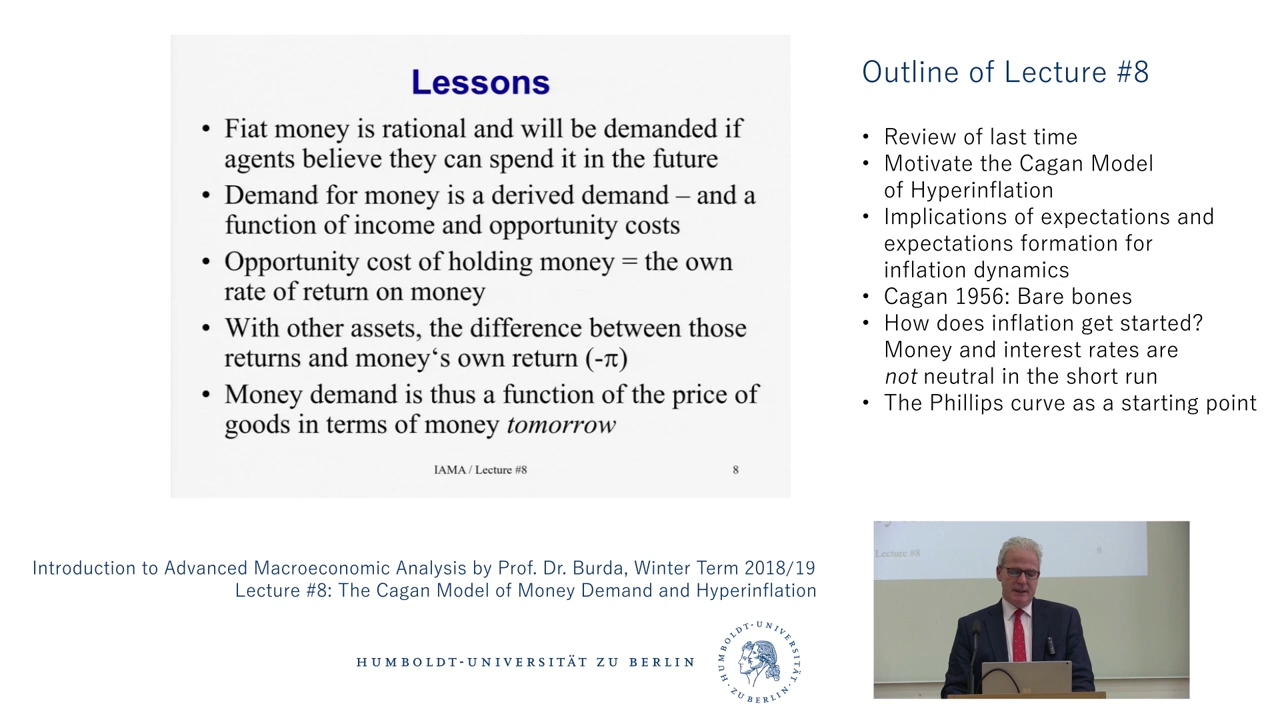 Lessons
• Fiat money is rational and will be demanded if
agents believe they can spend it in the future
• Demand for money is a derived demand – and a
function of income and opportunity costs
• Opportunity cost of holding money = the own
rate of return on money
• With other assets, the difference between those
returns and money‘s own return (-π)
• Money demand is thus a function of the price of
goods in terms of money tomorrow
IAMA / Lecture #8
8
Outline of Lecture #8
• Review of last time
• Motivate the Cagan Model
of Hyperinflation
• Implications of expectations and
expectations formation for
inflation dynamics
• Cagan 1956: Bare bones
• How does inflation get started?
Money and interest rates are
not neutral in the short run
• The Phillips curve as a starting point
Introduction to Advanced Macroeconomic Analysis by Prof. Dr. Burda, Winter Term 2018/19
Lecture #8: The Cagan Model of Money Demand and Hyperinflation
HUMBOLDT-UNIVERSITÄT ZU BERLIN
HUMBOLDT-UNIVERSITÄT
ZU BERLIN
Lecture #8
8